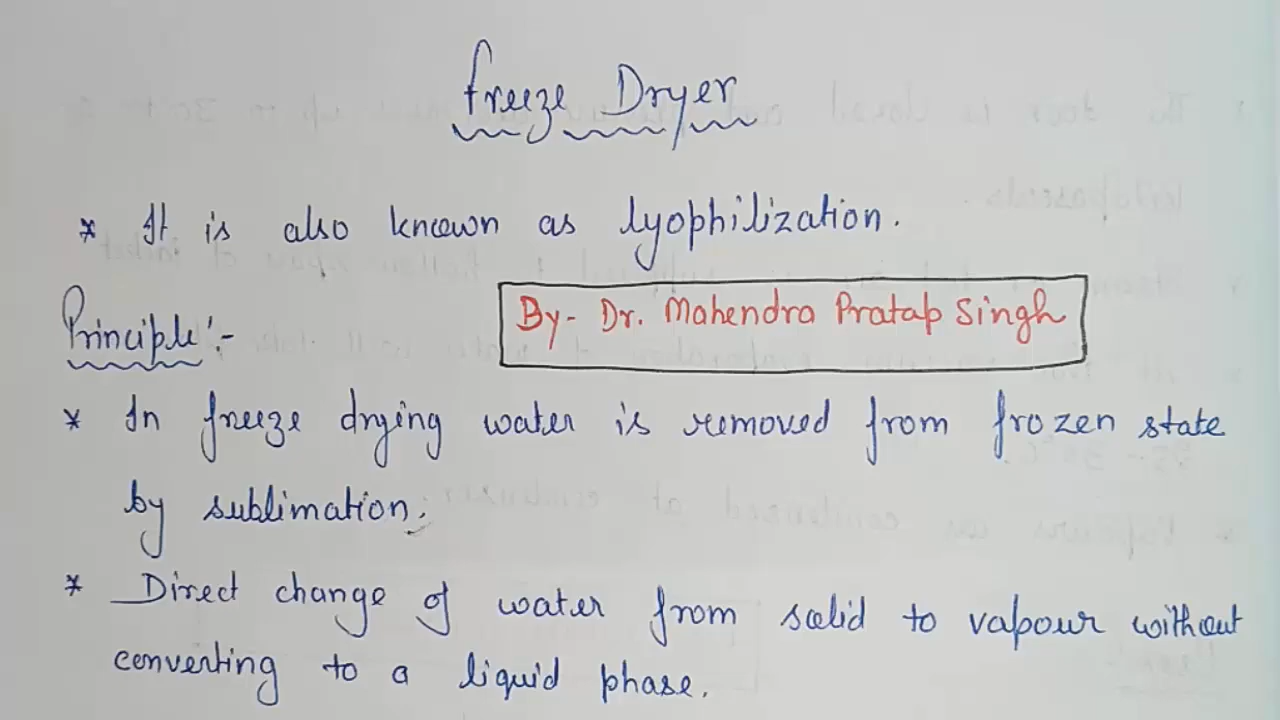 Freeze Dryer
* It is also known as lyophilization.
By- Dr. Mahendra Pratap Singh
Principle:-
* In freeze drying water is removed from frozen state
by sublimation.
* Direct change of water from solid to vapour without
converting to a liquid phase.